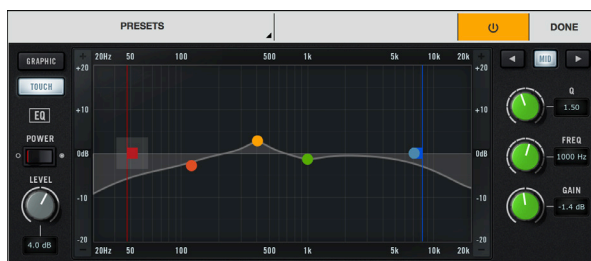 PRESETS
DONE
GRAPHIC
TOUCH
EQ
POWER
LEVEL
4.0 dB
20Hz 50 100 500 1k 5k 10k 20k
+20 +20
+10 +10
0dB 0dB
-10 -10
-20 -20
20Hz 50 100 500 1k 5k 10k 20k
MID
Q
1.50
FREQ
1000 Hz
GAIN
-1.4 dB